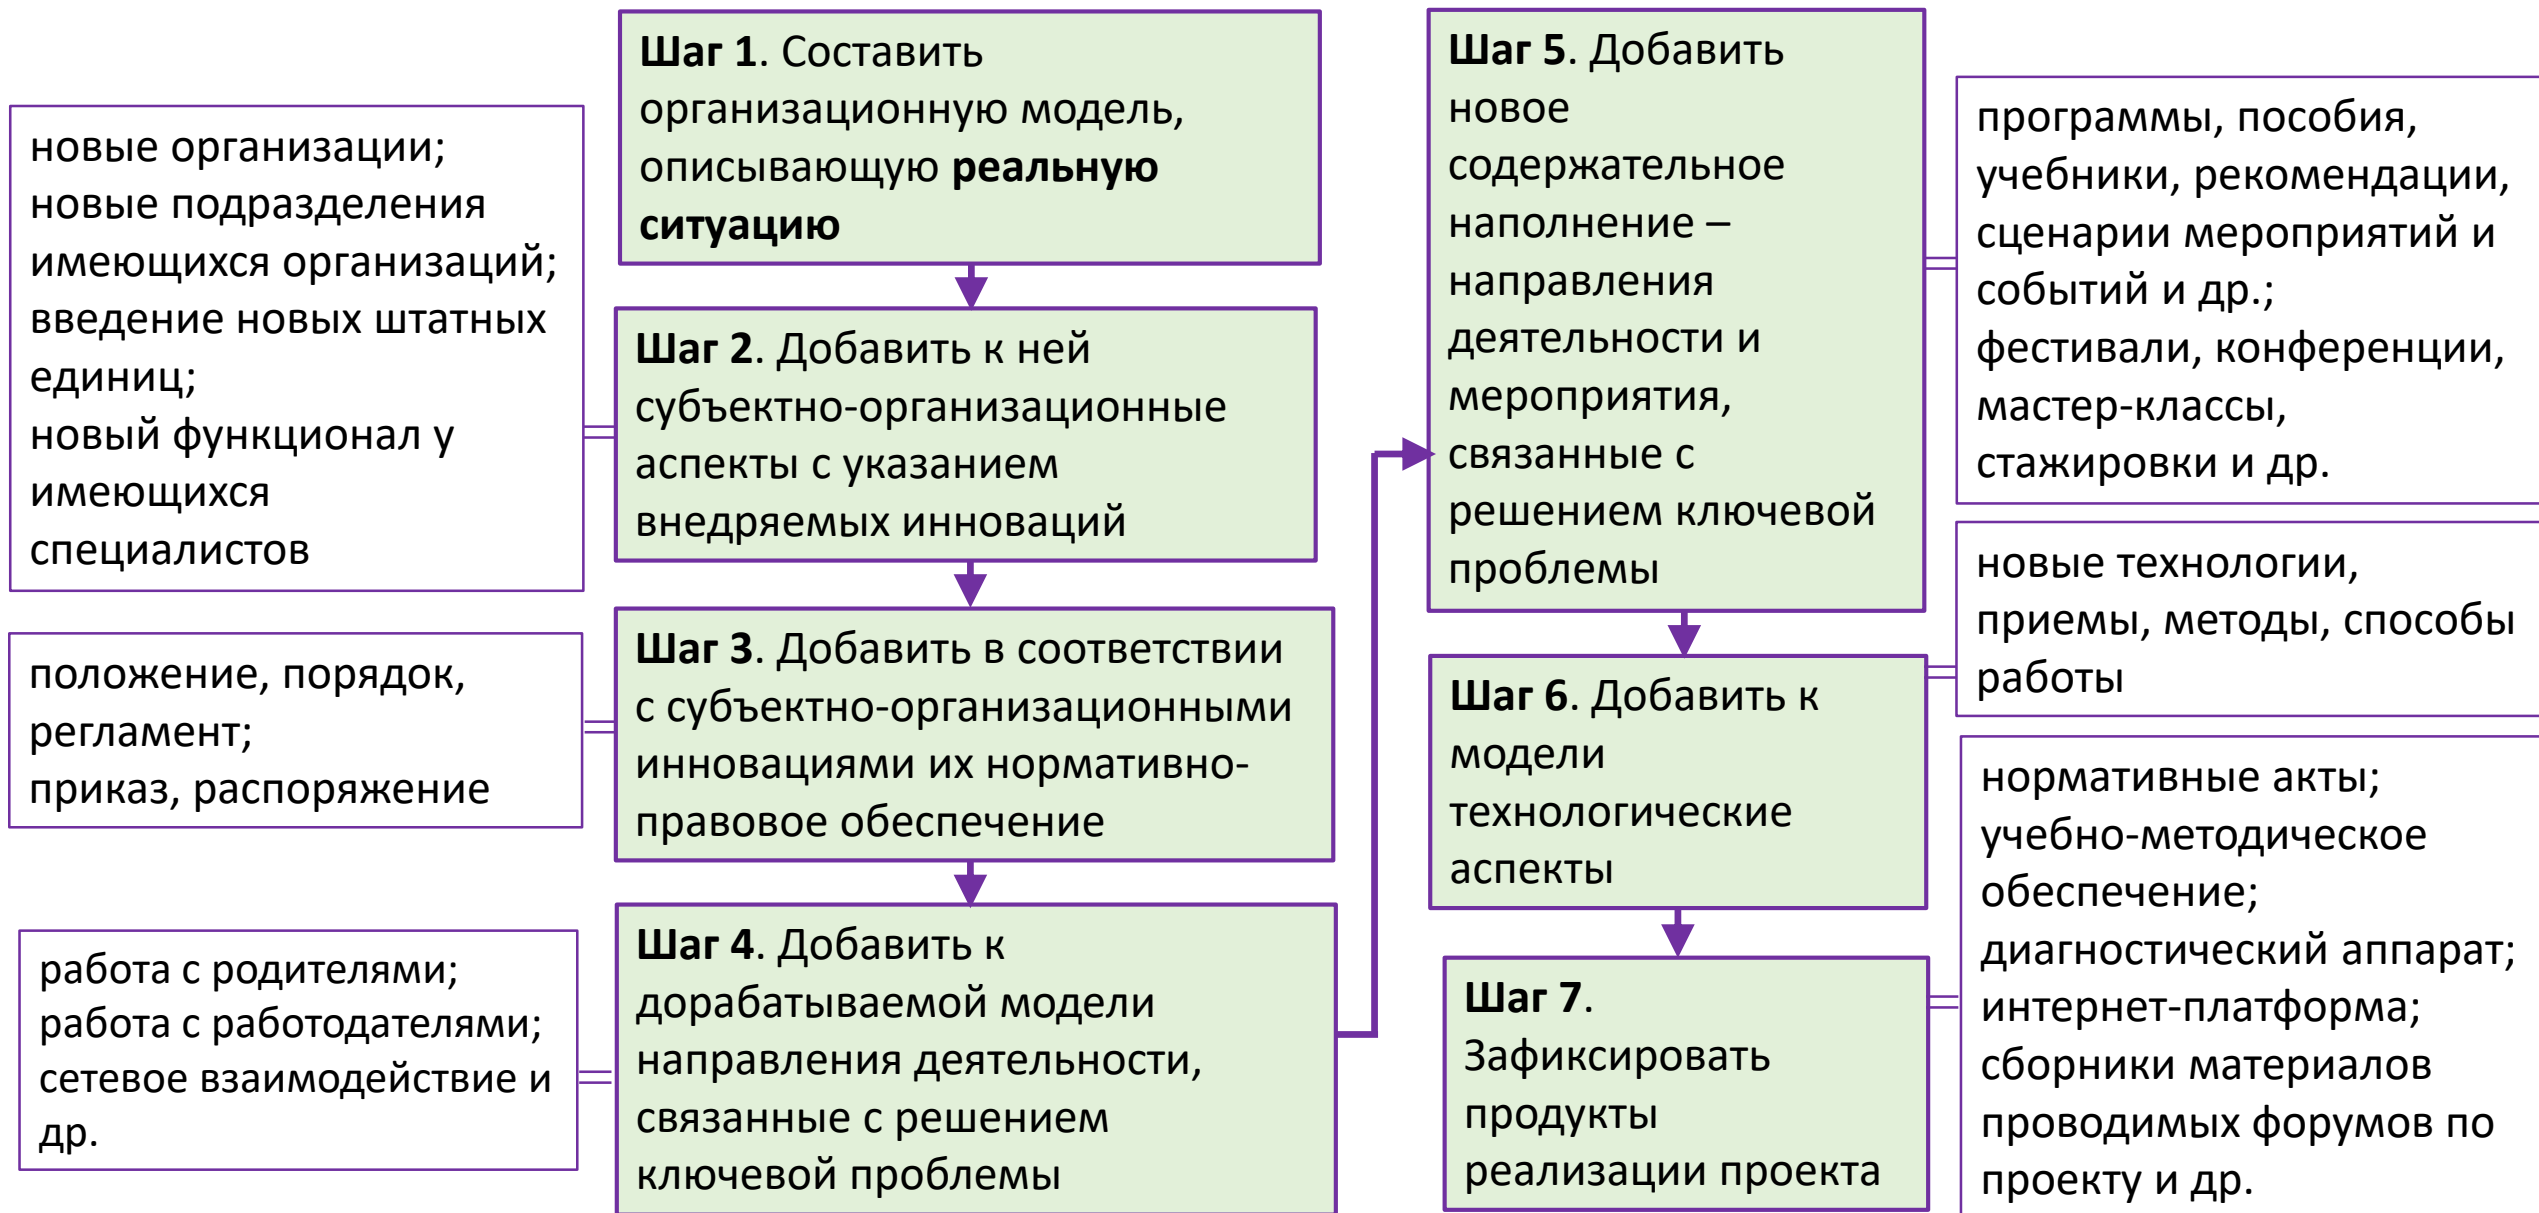 Шаг 1. Составить
организационную модель,
описывающую реальную
ситуацию
новые организации;
новые подразделения
имеющихся организаций;
введение новых штатных
единиц;
новый функционал у
имеющихся
специалистов
Шаг 2. Добавить к ней
субъектно-организационные
аспекты с указанием
внедряемых инноваций
положение, порядок,
регламент;
приказ, распоряжение
Шаг 3. Добавить в соответствии
с субъектно-организационными
инновациями их нормативно-
правовое обеспечение
работа с родителями;
работа с работодателями;
сетевое взаимодействие и
др.
Шаг 4. Добавить к
дорабатываемой модели
направления деятельности,
связанные с решением
ключевой проблемы
Шаг 5. Добавить
новое
содержательное
наполнение –
направления
деятельности и
мероприятия,
связанные с
решением ключевой
проблемы
программы, пособия,
учебники, рекомендации,
сценарии мероприятий и
событий и др.;
фестивали, конференции,
мастер-классы,
стажировки и др.
Шаг 6. Добавить к
модели
технологические
аспекты
новые технологии,
приемы, методы, способы
работы
Шаг 7.
Зафиксировать
продукты
реализации проекта
нормативные акты;
учебно-методическое
обеспечение;
диагностический аппарат;
интернет-платформа;
сборники материалов
проводимых форумов по
проекту и др.